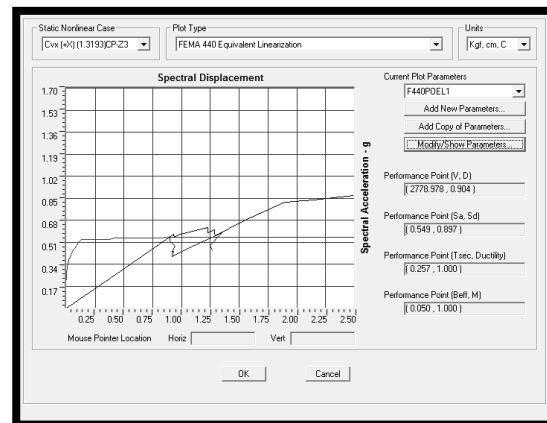 Static Nonlinear Case
Plot Type
Units
Cvx (+X) (1.3193)CP-Z3
FEMA 440 Equivalent Linearization
Kgf, cm, C
Spectral Displacement
Current Plot Parameters
F440POEL1
Add New Parameters...
Add Copy of Parameters...
Modify/Show Parameters...
1.70
1.53
1.36
1.19
1.02
0.85
0.68
0.51
0.34
0.17
Spectral Acceleration - g
Performance Point (V, D)
( 2778.978 , 0.904 )
Performance Point (Sa, Sd)
( 0.549 , 0.897 )
Performance Point (Tsec, Ductility)
( 0.257 , 1.000 )
Performance Point (Beff, M)
( 0.050 , 1.000 )
0.25 0.50 0.75 1.00 1.25 1.50 1.75 2.00 2.25 2.50
Mouse Pointer Location Horiz Vert
OK Cancel